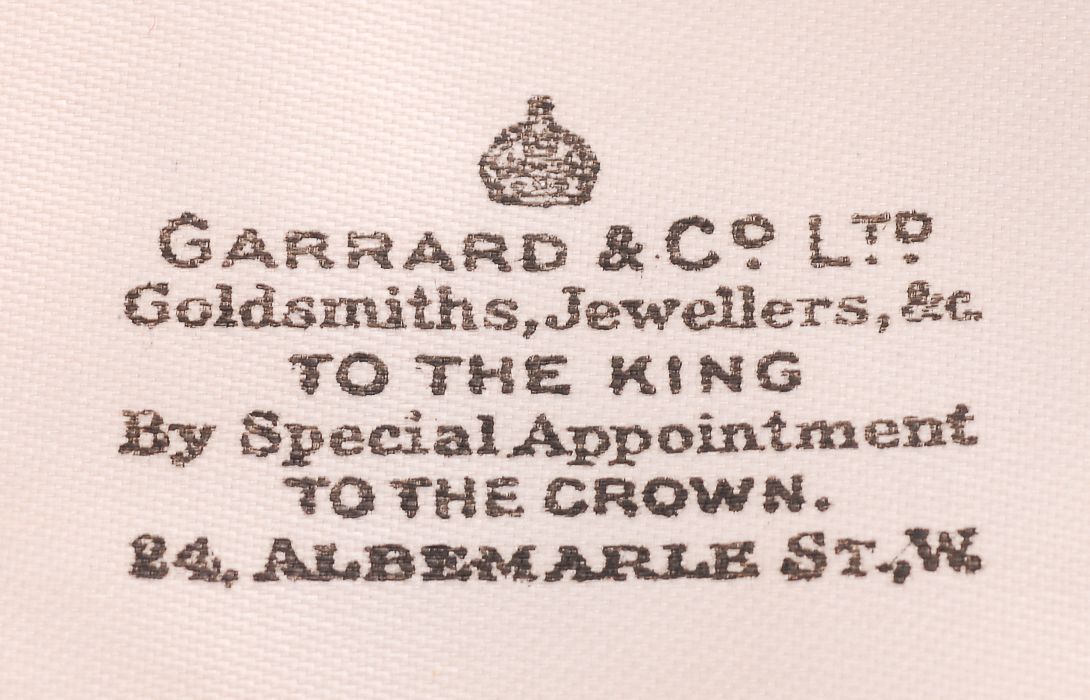 GARRARD & Cº LTD
Goldsmiths, Jewellers, &c.
TO THE KING
By Special Appointment
TO THE CROWN.
24, ALBEMARLE ST., W.